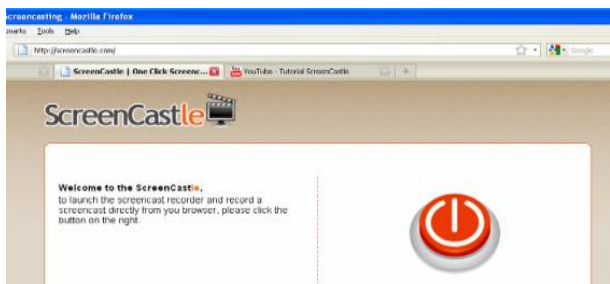 Screencasting - Mozilla Firefox
Tools Help
http://screencastle.com/
Google
ScreenCastle | One Click Screenc...
YouTube - Tutorial ScreenCastle
ScreenCastle
Welcome to the ScreenCastle,
to launch the screencast recorder and record a
screencast directly from you browser, please click the
button on the right.